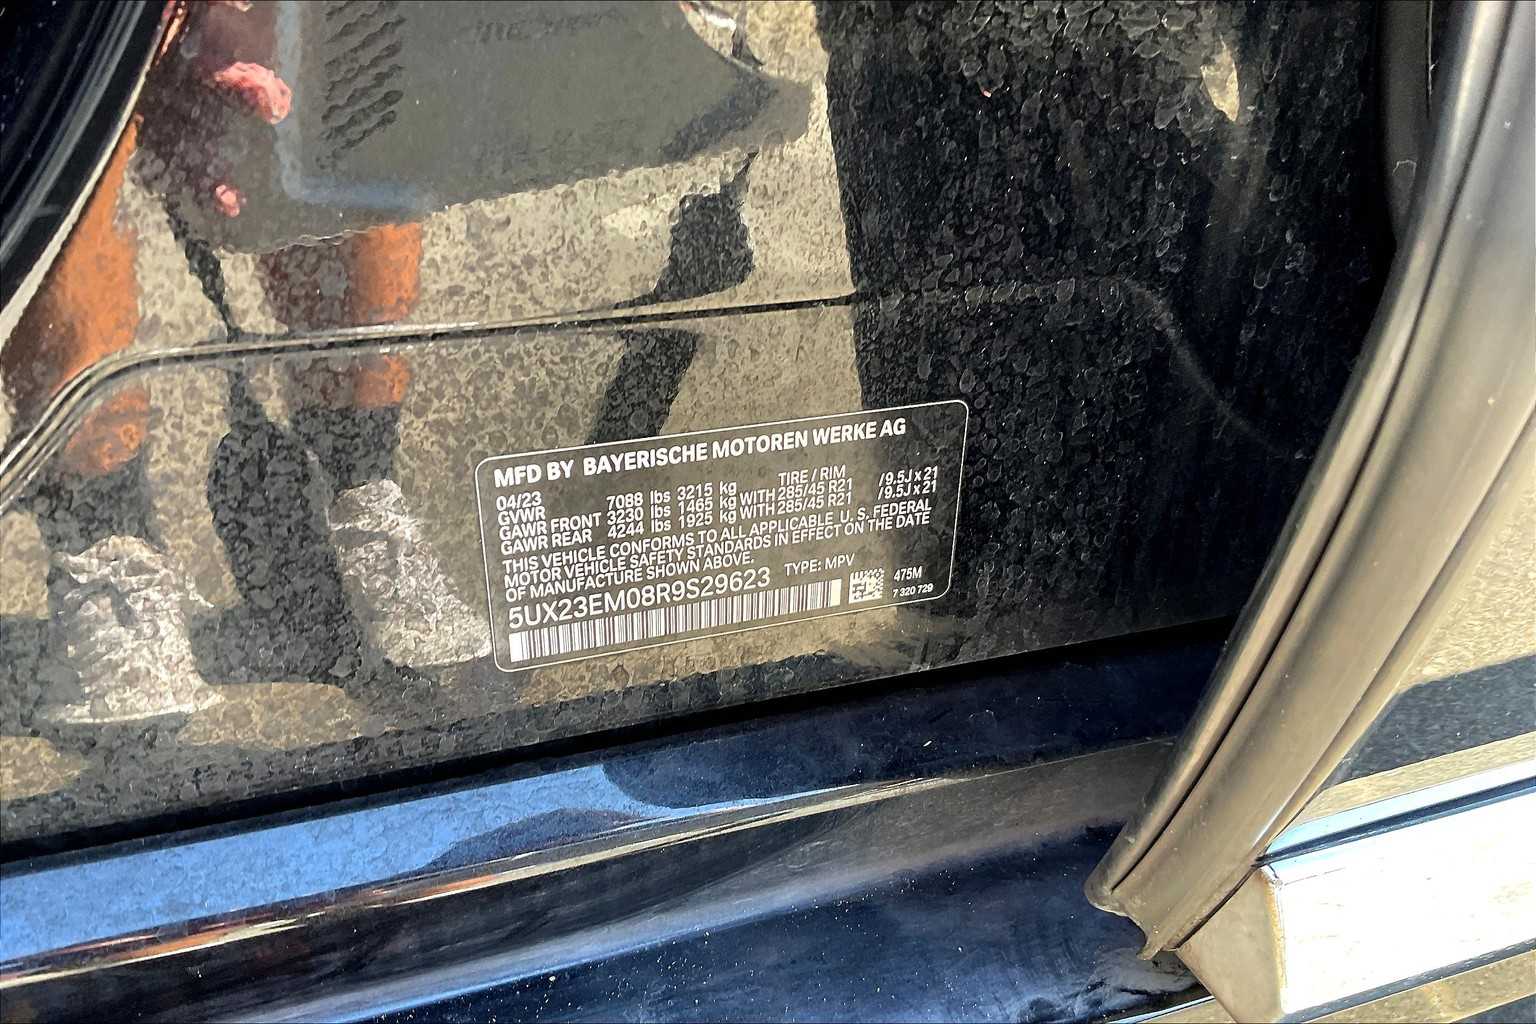 MFD BY BAYERISCHE MOTOREN WERKE AG
04/23 TIRE / RIM
GVWR 7088 lbs 3215 kg
GAWR FRONT 3230 lbs 1465 kg WITH 285/45 R21 /9.5J x 21
GAWR REAR 4244 lbs 1925 kg WITH 285/45 R21 /9.5J x 21
THIS VEHICLE CONFORMS TO ALL APPLICABLE U. S. FEDERAL
MOTOR VEHICLE SAFETY STANDARDS IN EFFECT ON THE DATE
OF MANUFACTURE SHOWN ABOVE.
TYPE: MPV
5UX23EM08R9S29623
475M
7 320 729